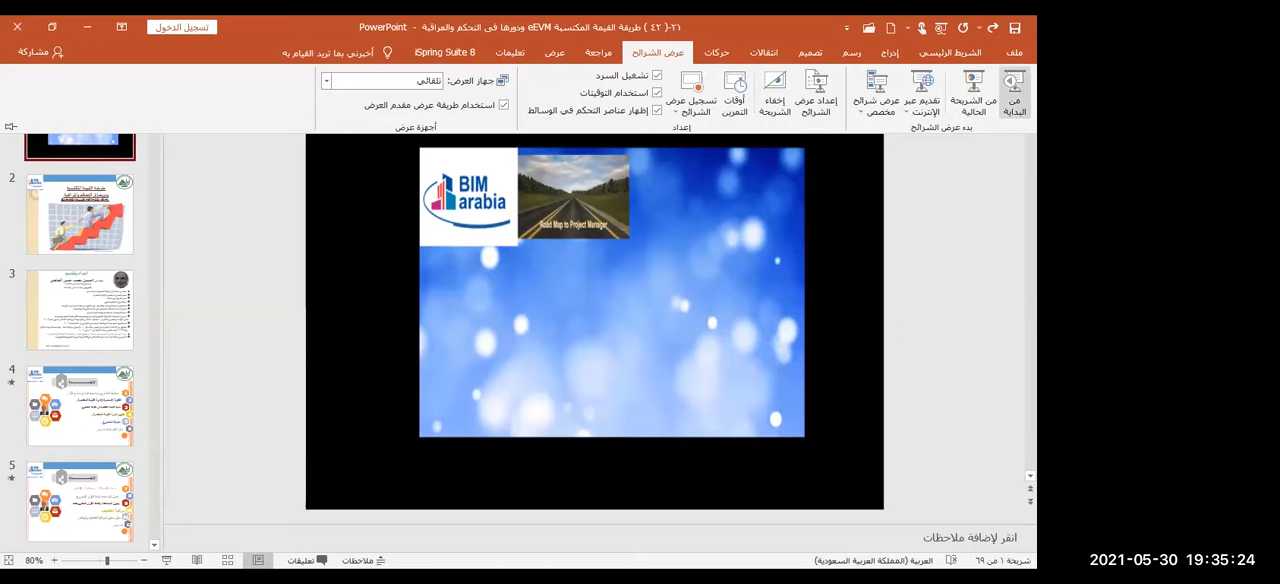 ٢١-( ٤٢ ) طريقة القيمة المكتسبة eEVM ودورها في التحكم والمراقبة - PowerPoint
تسجيل الدخول
ملف
الشريط الرئيسي
إدراج
رسم
تصميم
انتقالات
حركات
عرض الشرائح
مراجعة
عرض
تعليمات
iSpring Suite 8
أخبرني بما تريد القيام به
مشاركة
من البداية
من الشريحة الحالية
تقديم عبر الإنترنت
عرض شرائح مخصص
بدء عرض الشرائح
إعداد عرض الشرائح
إخفاء الشريحة
أوقات التمرين
تسجيل عرض الشرائح
تشغيل السرد
استخدام التوقيتات
إظهار عناصر التحكم في الوسائط
إعداد
جهاز العرض:
تلقائي
استخدام طريقة عرض مقدم العرض
أجهزة عرض
2
3
4
5
BIM
arabia
Road Map to Project Manager
انقر لإضافة ملاحظات
شريحة ١ من ٦٩
العربية (المملكة العربية السعودية)
ملاحظات
تعليقات
80%
2021-05-30 19:35:24